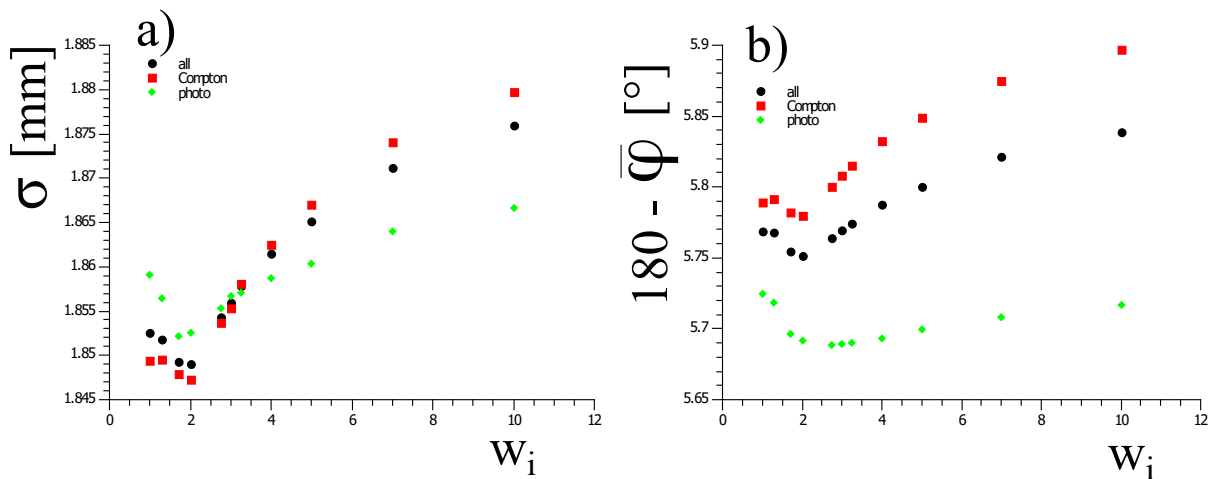 a)
σ [mm]
all
Compton
photo
1.885
1.88
1.875
1.87
1.865
1.86
1.855
1.85
1.845
0 2 4 6 8 10 12
w_i
b)
180 - φ̅ [°]
all
Compton
photo
5.9
5.85
5.8
5.75
5.7
5.65
0 2 4 6 8 10 12
w_i